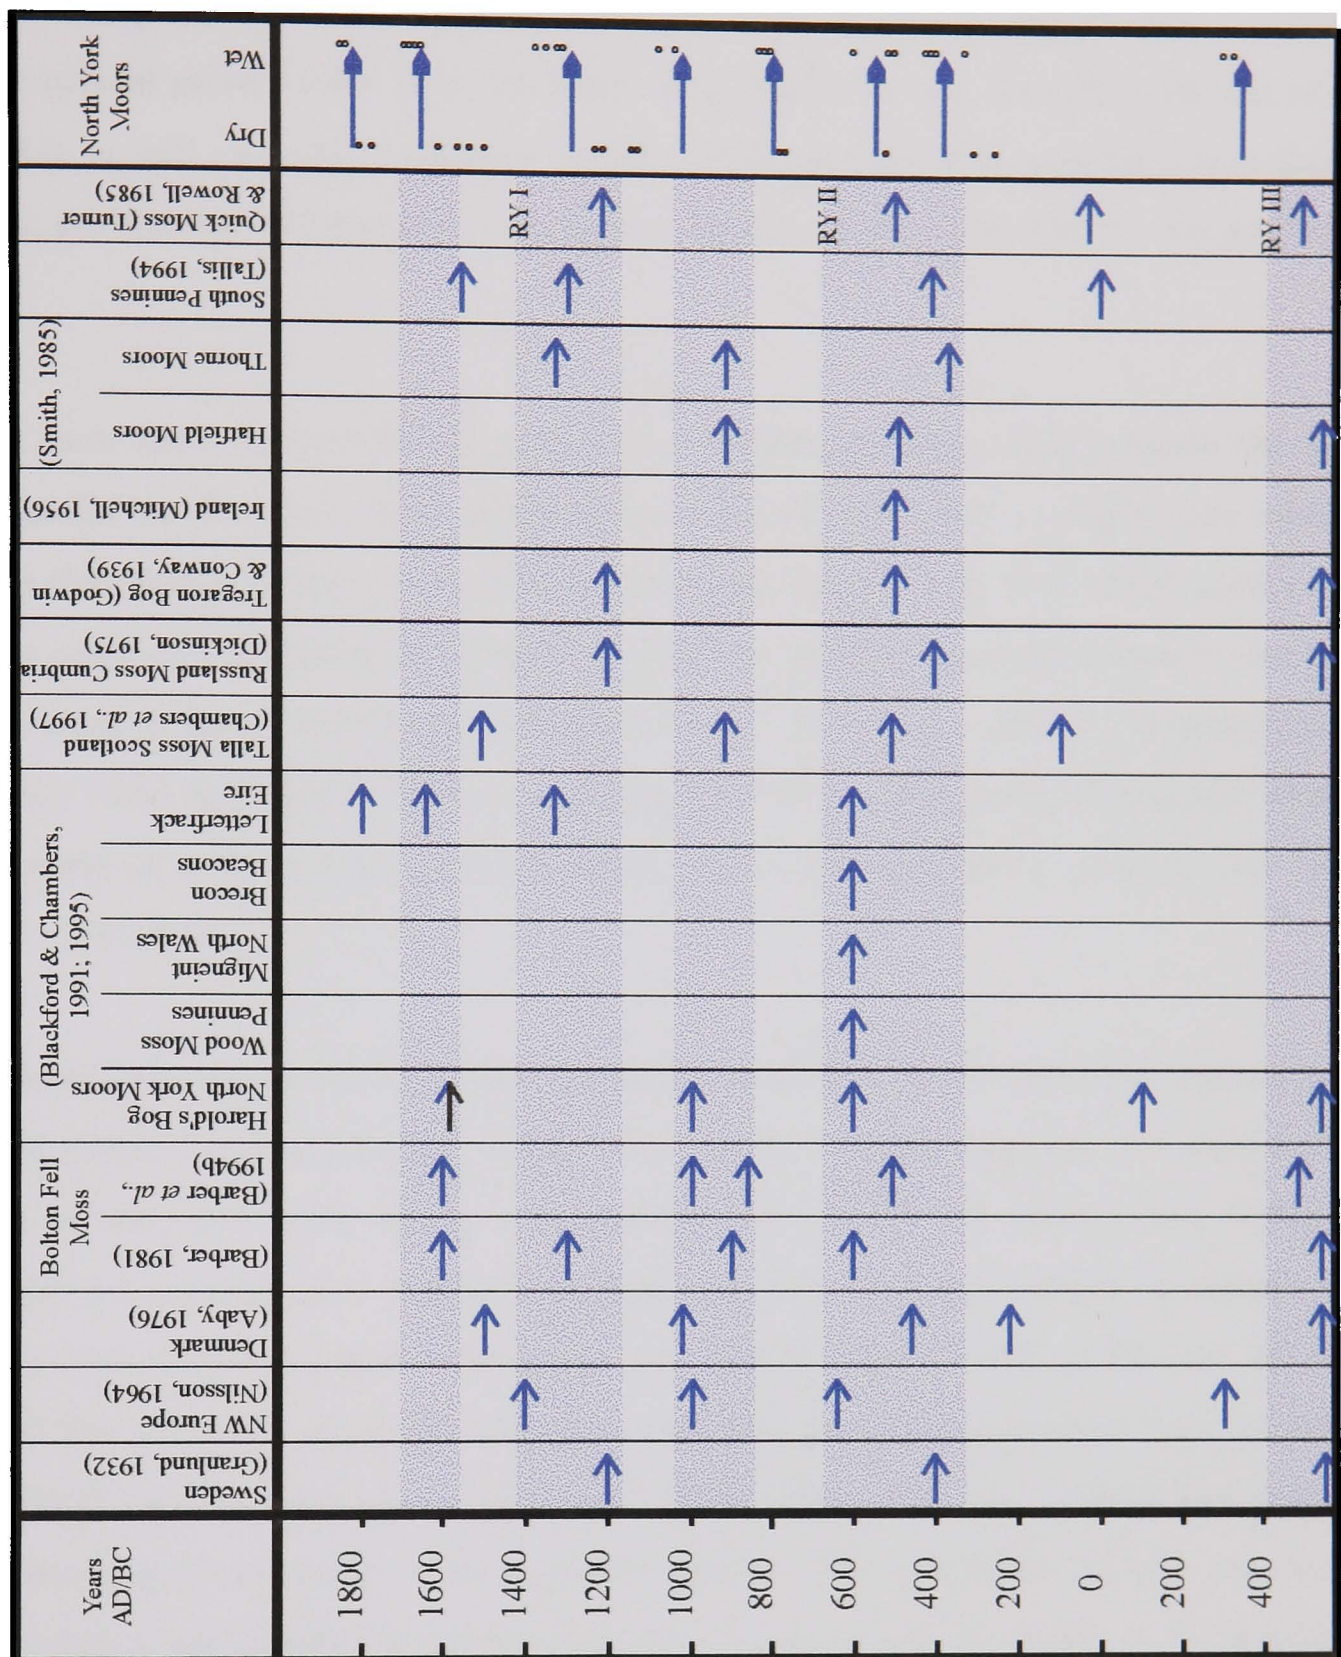 Years
AD/BC
1800
1600
1400
1200
1000
800
600
400
200
0
200
400
Sweden
(Granlund, 1932)
NW Europe
(Nilsson, 1964)
Denmark
(Aaby, 1976)
Bolton Fell
Moss
(Barber, 1981)
(Barber et al.,
1994b)
(Blackford & Chambers,
1991; 1995)
Harold's Bog
North York Moors
Wood Moss
Pennines
Migneint
North Wales
Brecon
Beacons
Letterfrack
Eire
Talla Moss Scotland
(Chambers et al., 1997)
Russland Moss Cumbria
(Dickinson, 1975)
Tregaron Bog (Godwin
& Conway, 1939)
Ireland (Mitchell, 1956)
(Smith, 1985)
Hatfield Moors
Thorne Moors
South Pennines
(Tallis, 1994)
Quick Moss (Turner
& Rowell, 1985)
RY I
RY II
RY III
North York
Moors
Dry
Wet